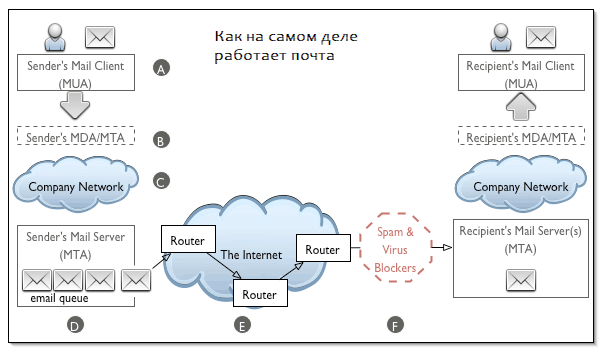 Как на самом деле
работает почта
Sender's Mail Client
(MUA)
A
Recipient's Mail Client
(MUA)
Sender's MDA/MTA
B
Recipient's MDA/MTA
Company Network
C
Company Network
Sender's Mail Server
(MTA)
email queue
Router
The Internet
Router
Router
Spam &
Virus
Blockers
Recipient's Mail Server(s)
(MTA)
D
E
F